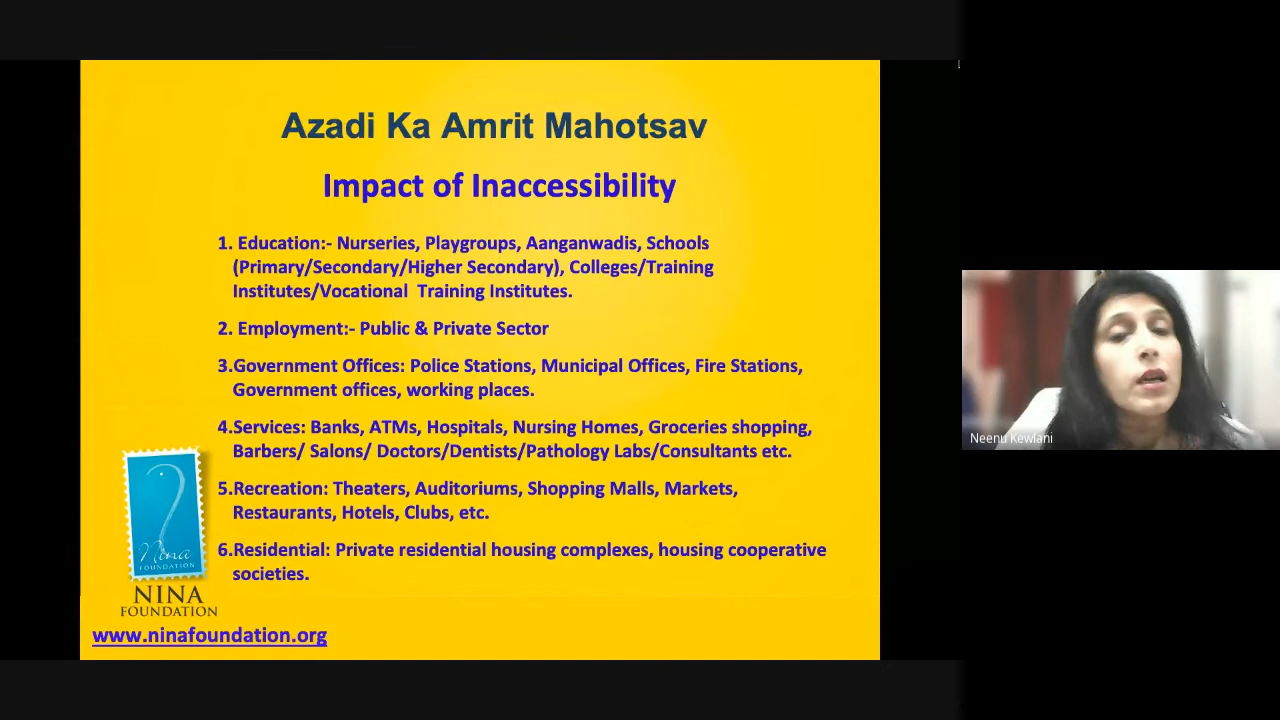 Azadi Ka Amrit Mahotsav
Impact of Inaccessibility
1. Education:- Nurseries, Playgroups, Aanganwadis, Schools
(Primary/Secondary/Higher Secondary), Colleges/Training
Institutes/Vocational Training Institutes.
2. Employment:- Public & Private Sector
3.Government Offices: Police Stations, Municipal Offices, Fire Stations,
Government offices, working places.
4.Services: Banks, ATMs, Hospitals, Nursing Homes, Groceries shopping,
Barbers/ Salons/ Doctors/Dentists/Pathology Labs/Consultants etc.
5.Recreation: Theaters, Auditoriums, Shopping Malls, Markets,
Restaurants, Hotels, Clubs, etc.
6.Residential: Private residential housing complexes, housing cooperative
societies.
Nina
FOUNDATION
NINA
FOUNDATION
www.ninafoundation.org
Neenu Kewlani